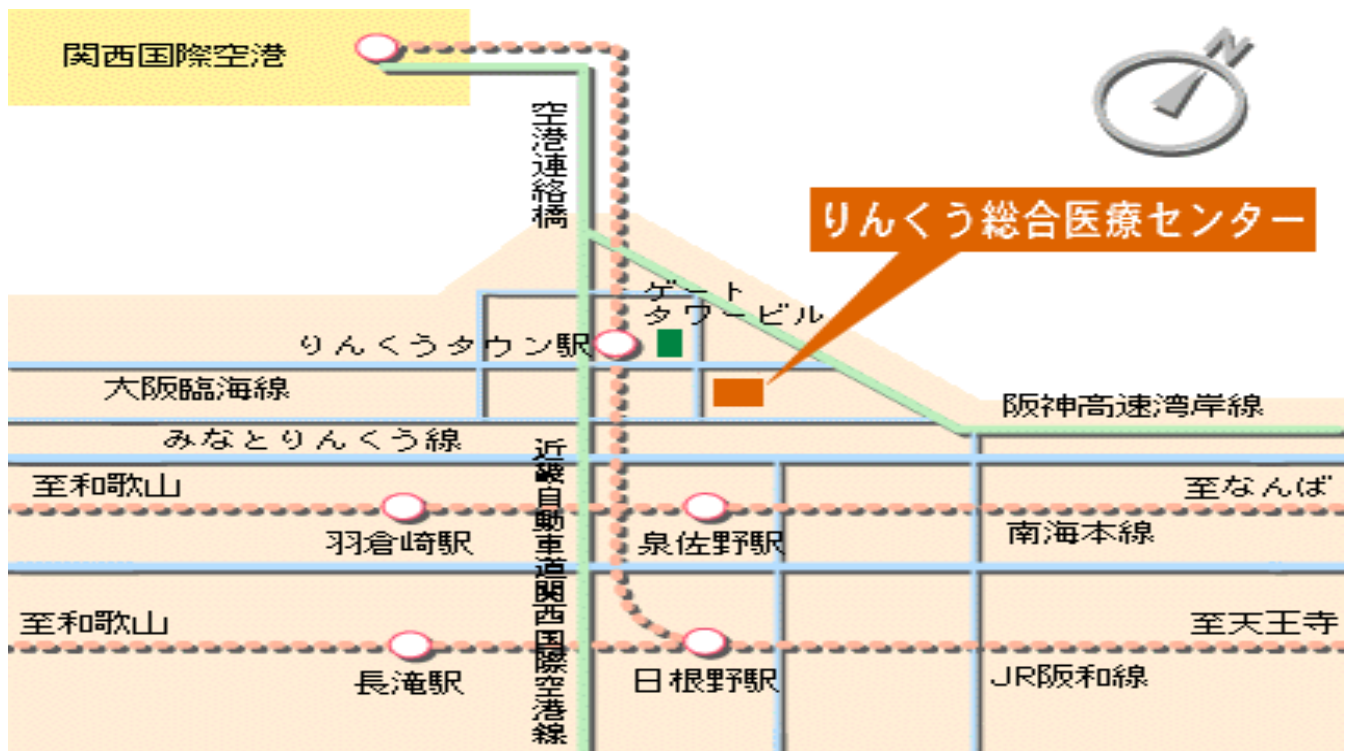 関西国際空港
N
空港連絡橋
りんくう総合医療センター
ゲート
タワービル
りんくうタウン駅
大阪臨海線
阪神高速湾岸線
みなとりんくう線
近畿自動車道関西国際空港線
至和歌山
至なんば
羽倉崎駅
泉佐野駅
南海本線
至和歌山
至天王寺
長滝駅
日根野駅
JR阪和線